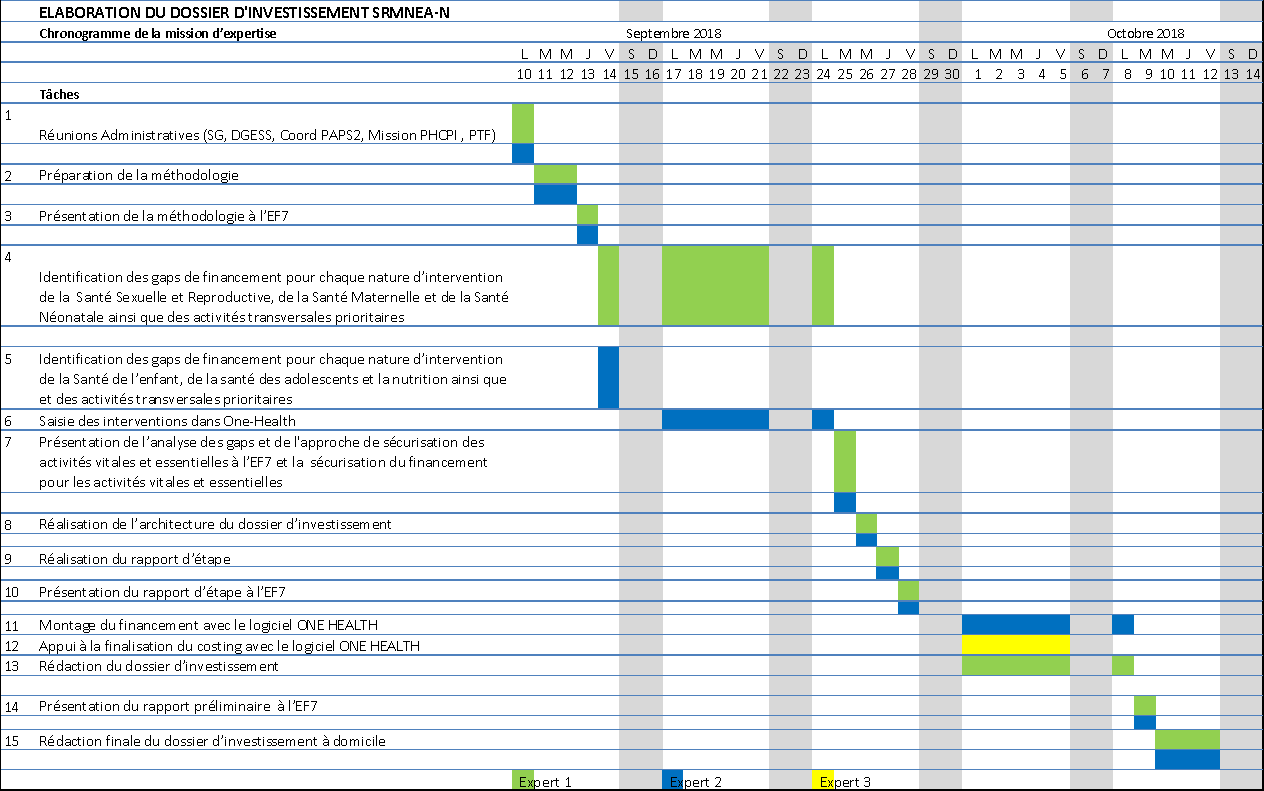 ELABORATION DU DOSSIER D'INVESTISSEMENT SRMNEA-N
Chronogramme de la mission d’expertise Septembre 2018 Octobre 2018
L M M J V S D L M M J V S D L M M J V S D L M M J V S D L M M J V S D
10 11 12 13 14 15 16 17 18 19 20 21 22 23 24 25 26 27 28 29 30 1 2 3 4 5 6 7 8 9 10 11 12 13 14
Tâches
1
Réunions Administratives (SG, DGESS, Coord PAPS2, Mission PHCPI , PTF)
2 Préparation de la méthodologie
3 Présentation de la méthodologie à l’EF7
4
Identification des gaps de financement pour chaque nature d’intervention
de la Santé Sexuelle et Reproductive, de la Santé Maternelle et de la Santé
Néonatale ainsi que des activités transversales prioritaires
5 Identification des gaps de financement pour chaque nature d’intervention
de la Santé de l’enfant, de la santé des adolescents et la nutrition ainsi que
et des activités transversales prioritaires
6 Saisie des interventions dans One-Health
7 Présentation de l’analyse des gaps et de l'approche de sécurisation des
activités vitales et essentielles à l’EF7 et la sécurisation du financement
pour les activités vitales et essentielles
8 Réalisation de l’architecture du dossier d’investissement
9 Réalisation du rapport d’étape
10 Présentation du rapport d’étape à l’EF7
11 Montage du financement avec le logiciel ONE HEALTH
12 Appui à la finalisation du costing avec le logiciel ONE HEALTH
13 Rédaction du dossier d’investissement
14 Présentation du rapport préliminaire à l’EF7
15 Rédaction finale du dossier d’investissement à domicile
Expert 1 Expert 2 Expert 3